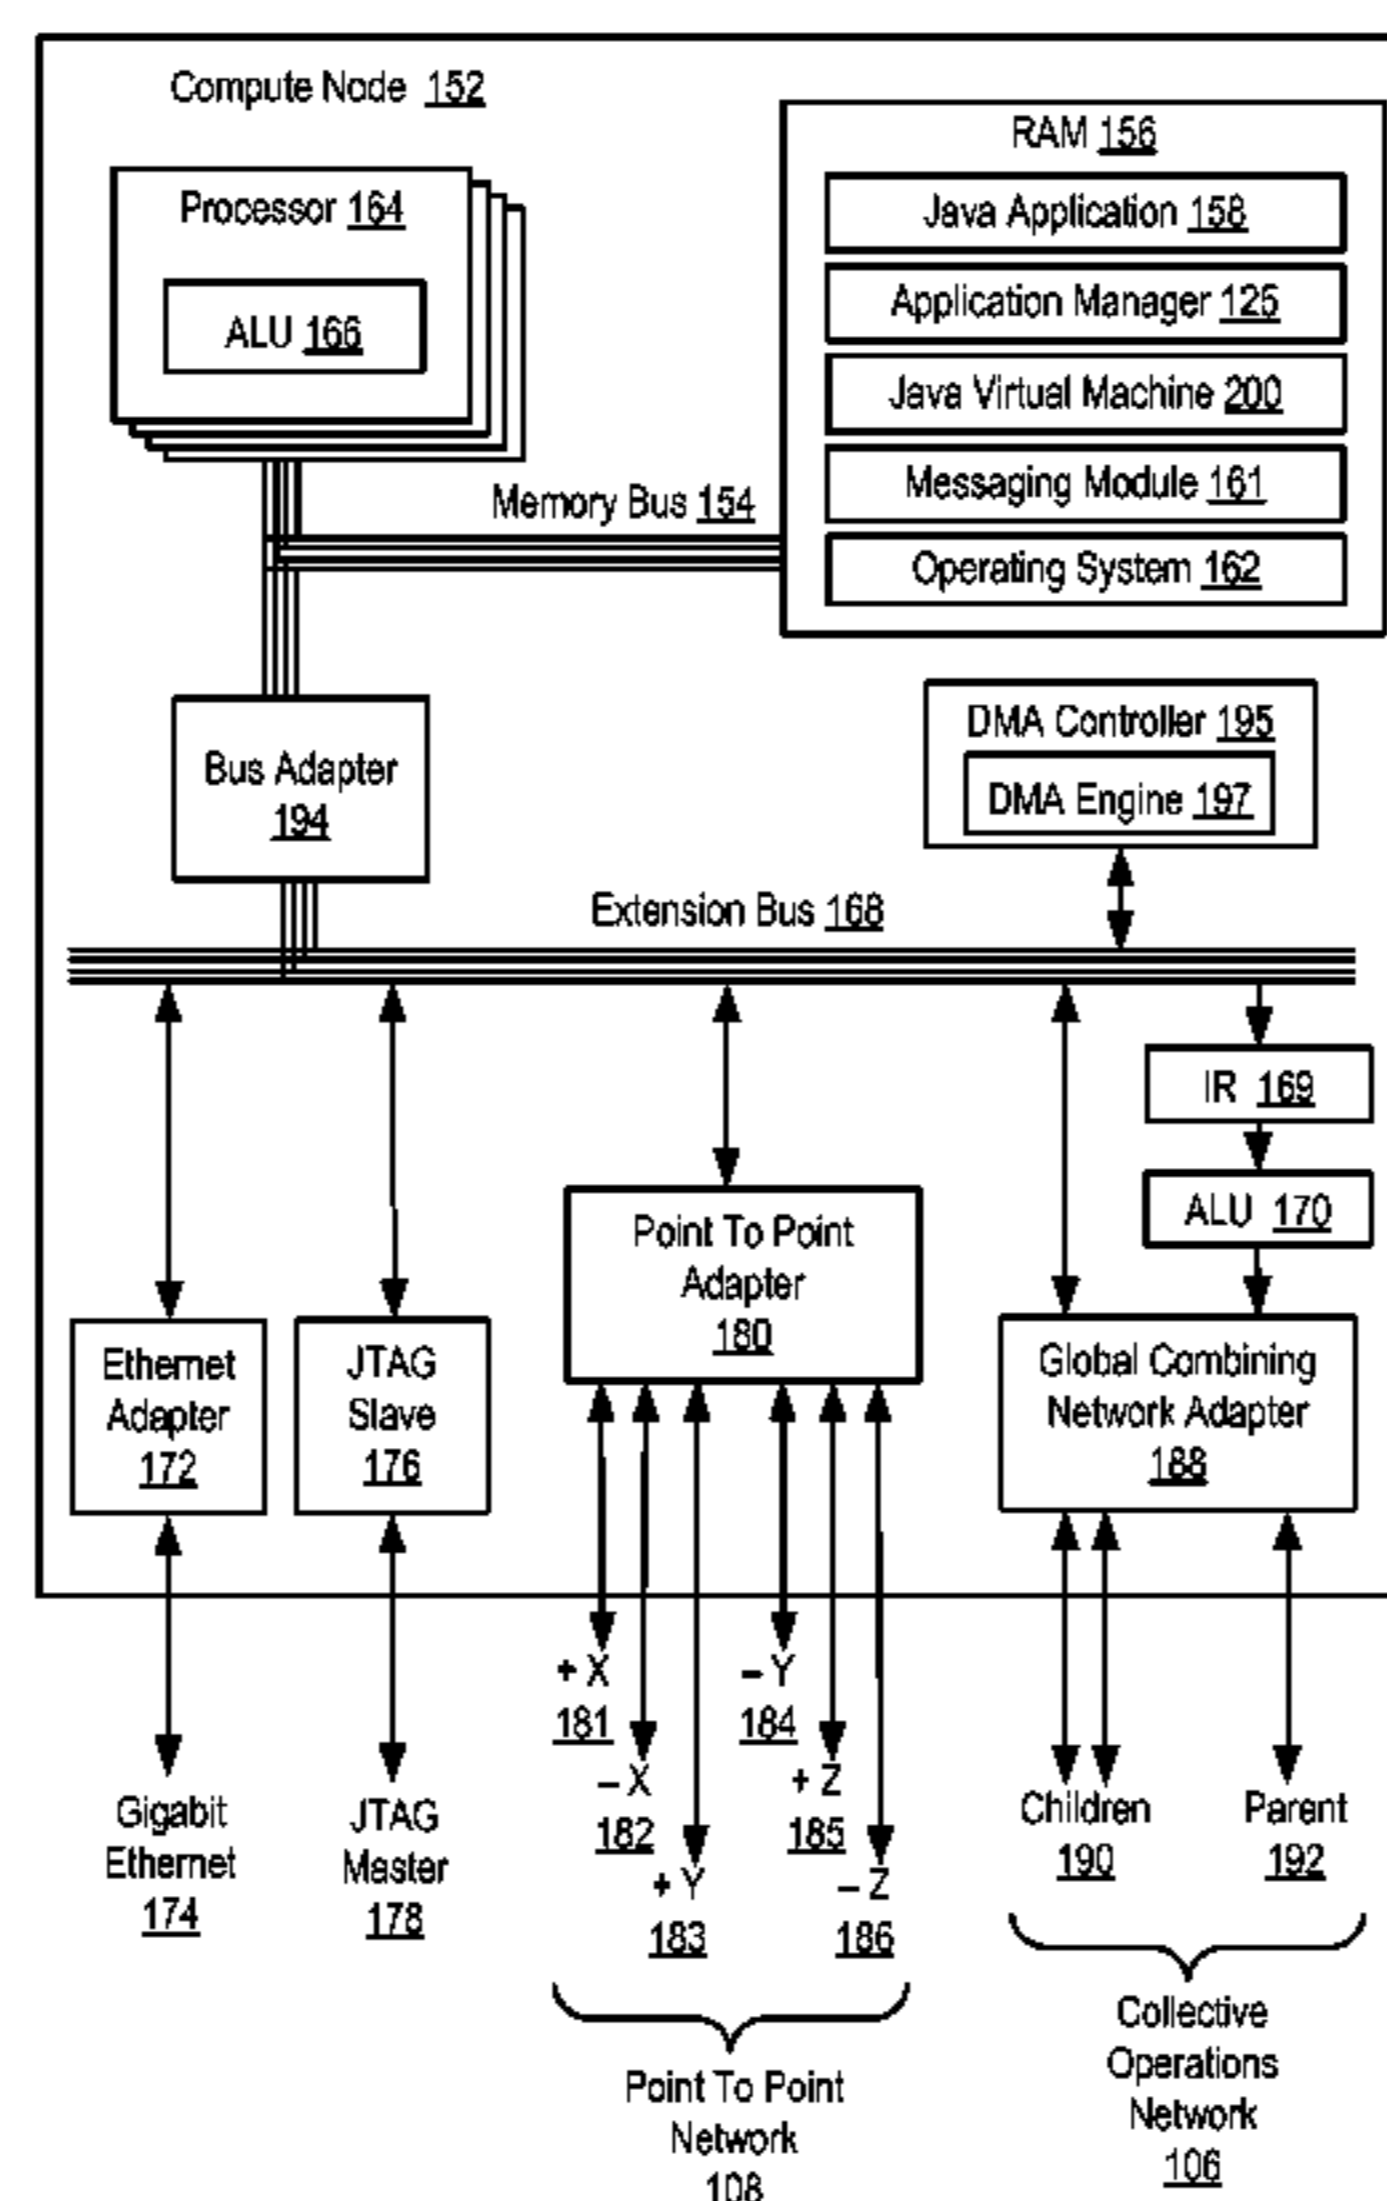 Compute Node 152
RAM 156
Processor 164
ALU 166
Java Application 158
Application Manager 126
Java Virtual Machine 200
Messaging Module 161
Operating System 162
Memory Bus 154
Bus Adapter
194
DMA Controller 195
DMA Engine 197
Extension Bus 168
IR 169
ALU 170
Point To Point
Adapter
180
Ethernet
Adapter
172
JTAG
Slave
176
Global Combining
Network Adapter
188
+ X
181
– X
182
+ Y
183
– Y
184
+ Z
185
– Z
186
Gigabit
Ethernet
174
JTAG
Master
178
Children
190
Parent
192
Point To Point
Network
108
Collective
Operations
Network
106